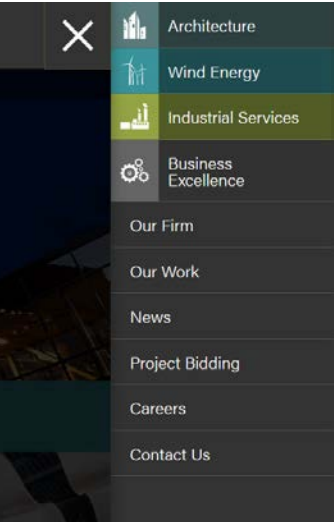 Architecture
Wind Energy
Industrial Services
Business
Excellence
Our Firm
Our Work
News
Project Bidding
Careers
Contact Us